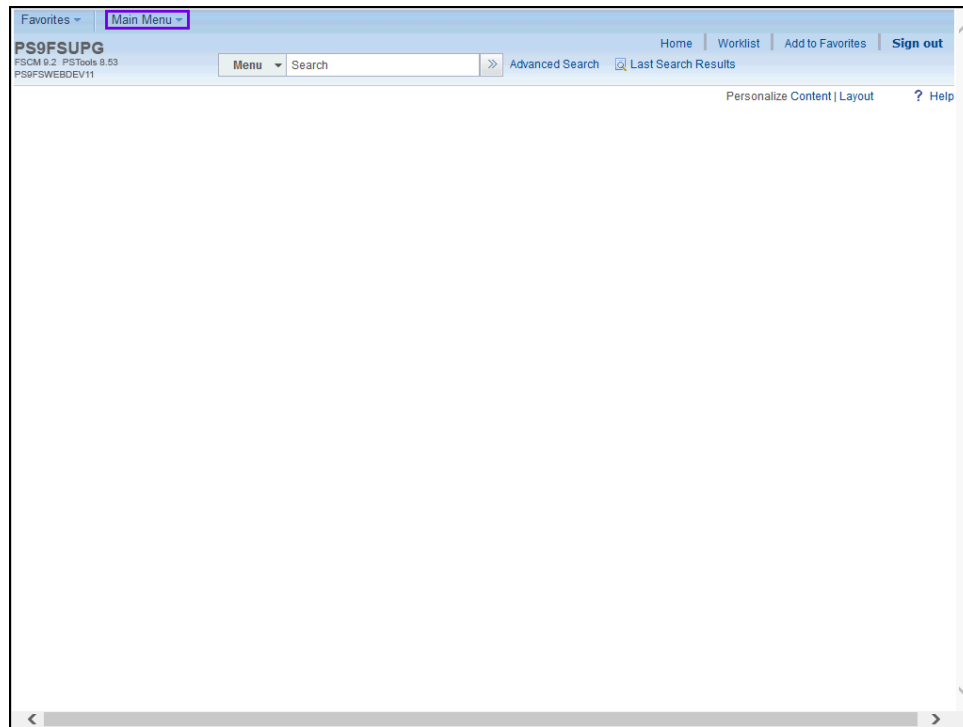 Favorites Main Menu
PS9FSUPG
FSCM 9.2 PSTools 8.53
PS9FSWEBDEV11
Home Worklist Add to Favorites Sign out
Menu Search Advanced Search Last Search Results
Personalize Content | Layout ? Help